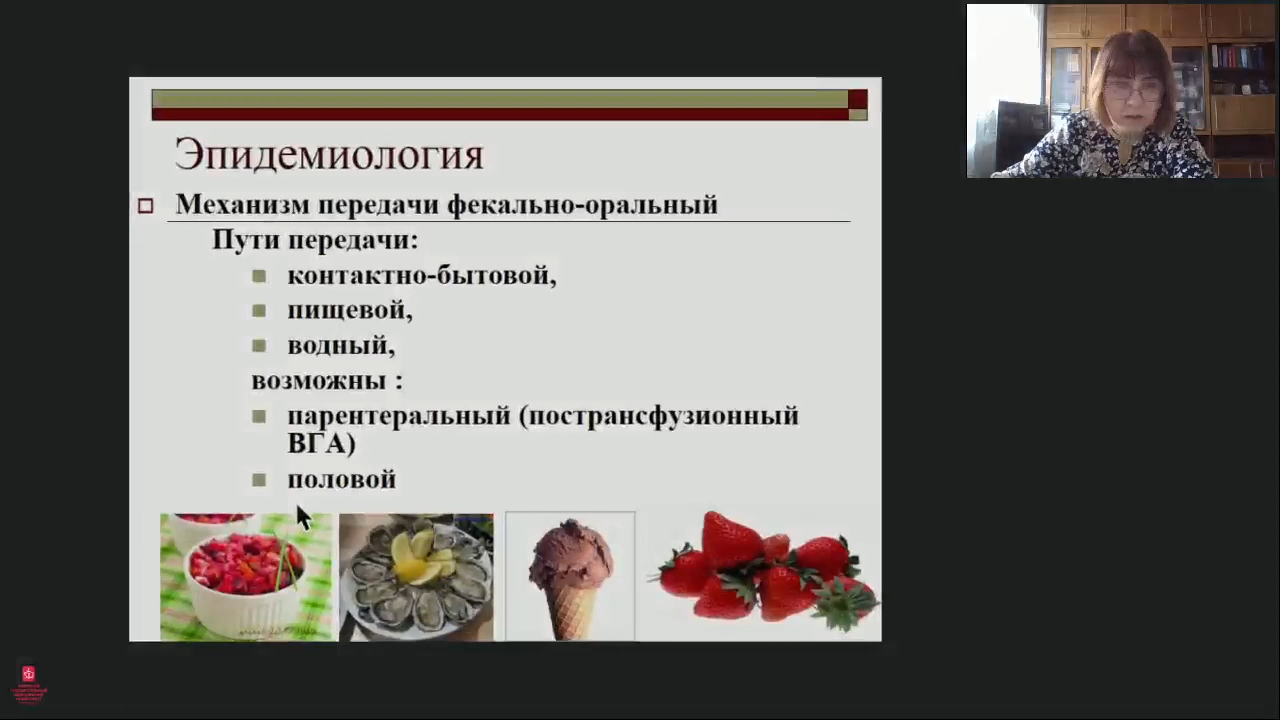 Эпидемиология
Механизм передачи фекально-оральный
Пути передачи:
контактно-бытовой,
пищевой,
водный,
возможны :
парентеральный (пострансфузионный
ВГА)
половой